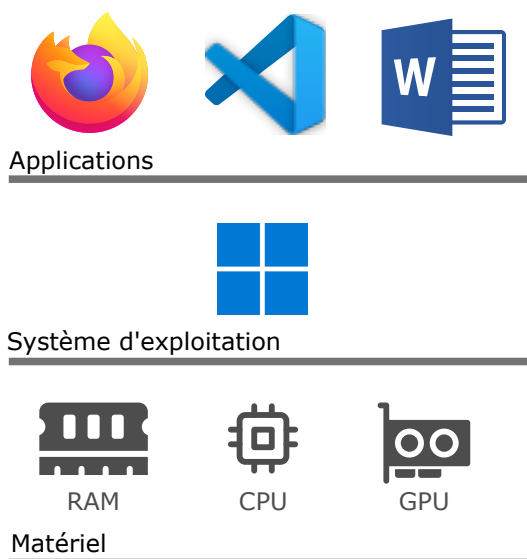 W
Applications
Système d'exploitation
RAM CPU GPU
Matériel